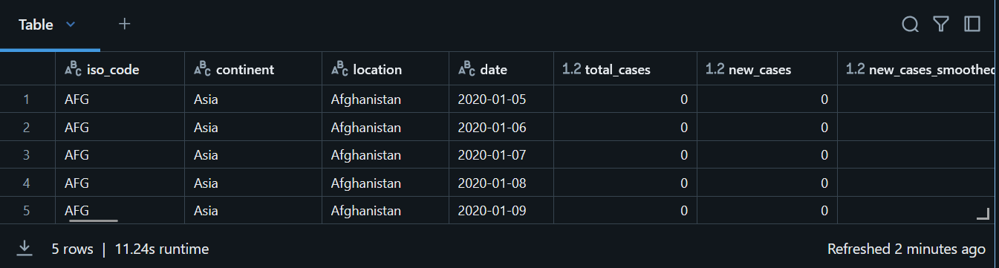 Table
iso_code continent location date 1.2 total_cases 1.2 new_cases 1.2 new_cases_smoothed
1 AFG Asia Afghanistan 2020-01-05 0 0
2 AFG Asia Afghanistan 2020-01-06 0 0
3 AFG Asia Afghanistan 2020-01-07 0 0
4 AFG Asia Afghanistan 2020-01-08 0 0
5 AFG Asia Afghanistan 2020-01-09 0 0
5 rows | 11.24s runtime Refreshed 2 minutes ago